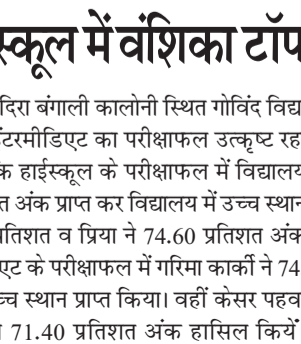 स्कूल में वंशिका टॉप
दिरा बंगाली कालोनी स्थित गोविंद विद्य
इंटरमीडिएट का परीक्षाफल उत्कृष्ट रह
क हाईस्कूल के परीक्षाफल में विद्यालय
त अंक प्राप्त कर विद्यालय में उच्च स्थान
प्रतिशत व प्रिया ने 74.60 प्रतिशत अंक
एट के परीक्षाफल में गरिमा कार्की ने 74
च्च स्थान प्राप्त किया। वहीं केसर पहव
71.40 प्रतिशत अंक हासिल कियें